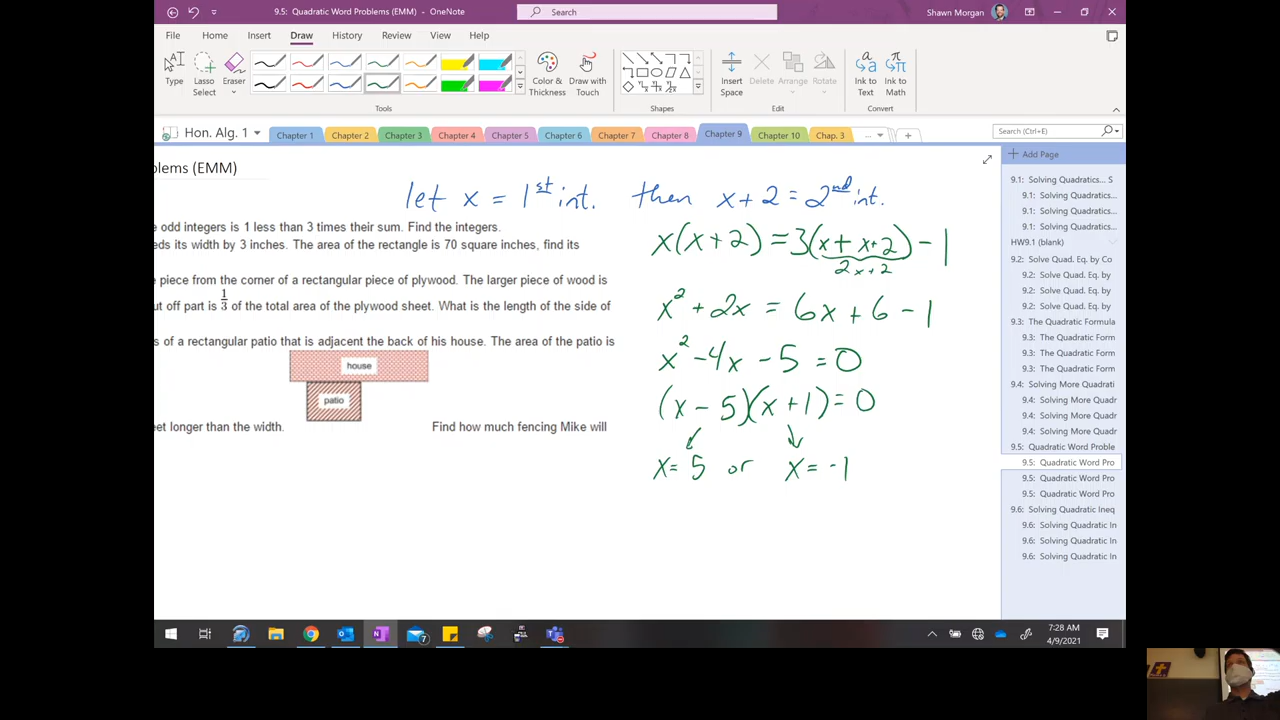 9.5: Quadratic Word Problems (EMM) - OneNote
Search
Shawn Morgan
File Home Insert Draw History Review View Help
Type
Lasso Select
Eraser
Color & Thickness
Draw with Touch
Insert Space
Delete
Arrange
Rotate
Ink to Text
Ink to Math
Tools
Shapes
Edit
Convert
Hon. Alg. 1
Chapter 1 Chapter 2 Chapter 3 Chapter 4 Chapter 5 Chapter 6 Chapter 7 Chapter 8 Chapter 9 Chapter 10 Chap. 3 ...
Search (Ctrl+E)
blems (EMM)
let x = 1st int. then x+2 = 2nd int.
e odd integers is 1 less than 3 times their sum. Find the integers.
eds its width by 3 inches. The area of the rectangle is 70 square inches, find its
e piece from the corner of a rectangular piece of plywood. The larger piece of wood is
ut off part is 1/3 of the total area of the plywood sheet. What is the length of the side of
s of a rectangular patio that is adjacent the back of his house. The area of the patio is
house
patio
eet longer than the width. Find how much fencing Mike will
x(x+2) = 3(x + x+2) - 1
2x+2
x² + 2x = 6x + 6 - 1
x² - 4x - 5 = 0
(x - 5)(x + 1) = 0
x = 5 or x = -1
Add Page
9.1: Solving Quadratics... S
9.1: Solving Quadratics...
9.1: Solving Quadratics...
9.1: Solving Quadratics...
HW9.1 (blank)
9.2: Solve Quad. Eq. by Co
9.2: Solve Quad. Eq. by
9.2: Solve Quad. Eq. by
9.2: Solve Quad. Eq. by
9.3: The Quadratic Formula
9.3: The Quadratic Form
9.3: The Quadratic Form
9.3: The Quadratic Form
9.4: Solving More Quadrati
9.4: Solving More Quadr
9.4: Solving More Quadr
9.4: Solving More Quadr
9.5: Quadratic Word Proble
9.5: Quadratic Word Pro
9.5: Quadratic Word Pro
9.5: Quadratic Word Pro
9.6: Solving Quadratic Ineq
9.6: Solving Quadratic In
9.6: Solving Quadratic In
9.6: Solving Quadratic In
7:28 AM
4/9/2021